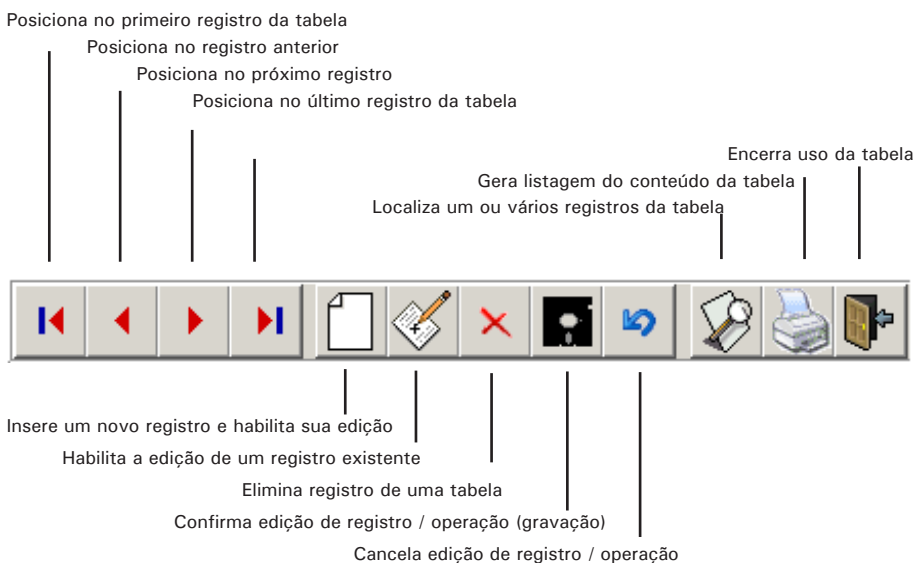 Posiciona no primeiro registro da tabela
Posiciona no registro anterior
Posiciona no próximo registro
Posiciona no último registro da tabela
Encerra uso da tabela
Gera listagem do conteúdo da tabela
Localiza um ou vários registros da tabela
Insere um novo registro e habilita sua edição
Habilita a edição de um registro existente
Elimina registro de uma tabela
Confirma edição de registro / operação (gravação)
Cancela edição de registro / operação